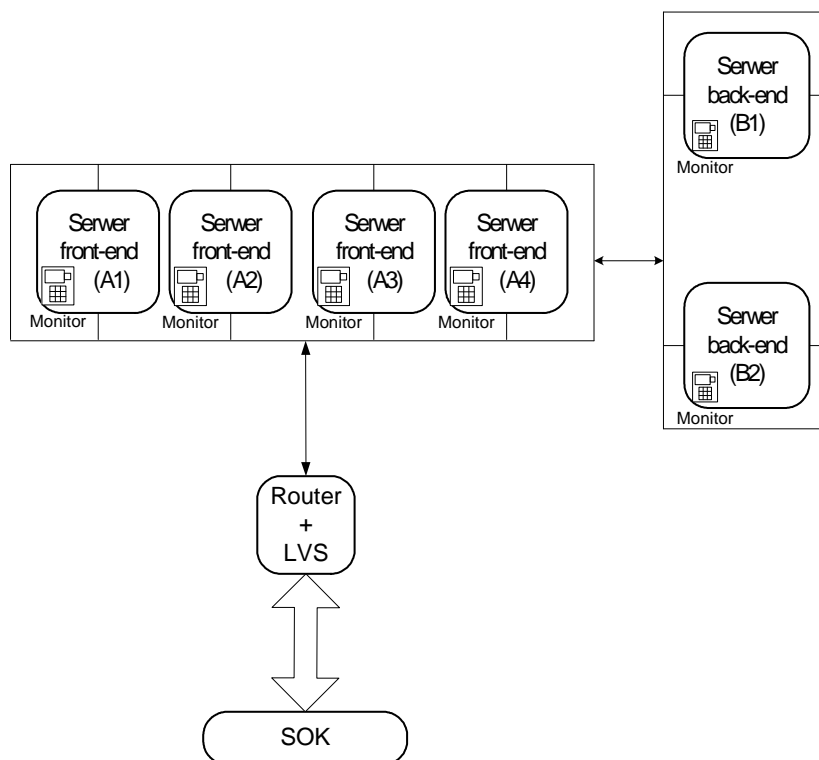 Serwer
back-end
(B1)
Monitor
Serwer
front-end
(A1)
Monitor
Serwer
front-end
(A2)
Monitor
Serwer
front-end
(A3)
Monitor
Serwer
front-end
(A4)
Monitor
Serwer
back-end
(B2)
Monitor
Router
+
LVS
SOK